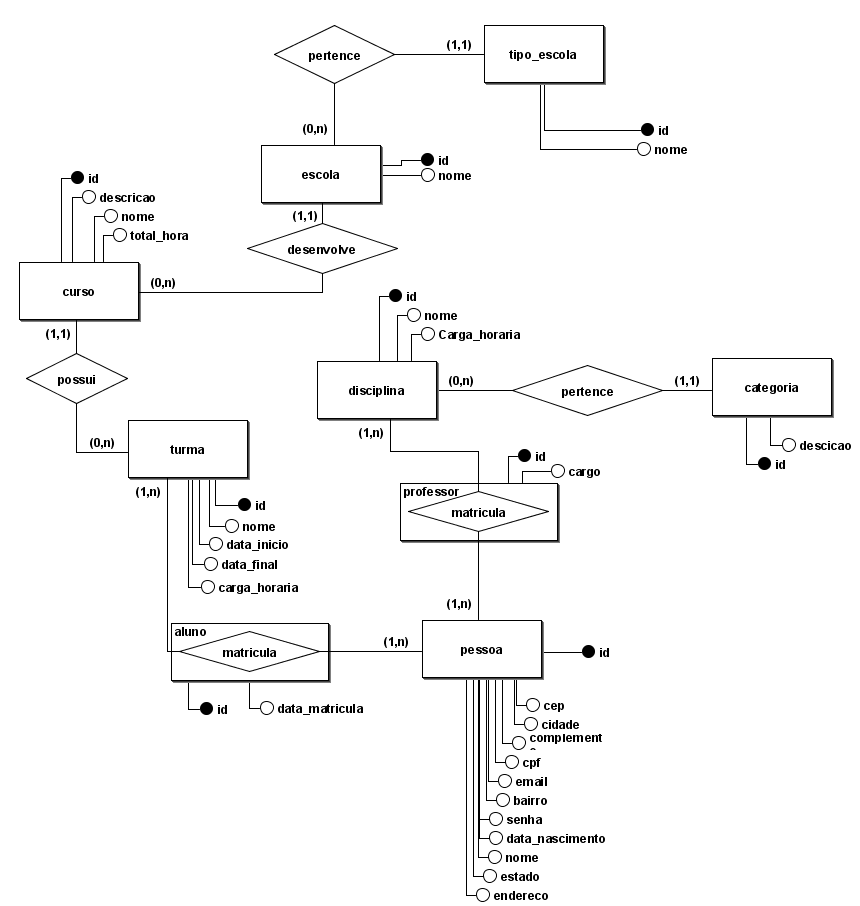 pertence
(1,1)
tipo_escola
(0,n)
id
nome
escola
id
nome
id
descricao
nome
total_hora
(1,1)
desenvolve
curso
(0,n)
(1,1)
possui
id
nome
Carga_horaria
disciplina
(0,n)
pertence
(1,1)
categoria
descicao
id
(0,n)
turma
(1,n)
(1,n)
id
cargo
professor
matricula
id
nome
data_inicio
data_final
carga_horaria
(1,n)
aluno
matricula
(1,n)
pessoa
id
id
data_matricula
cep
cidade
complement
cpf
email
bairro
senha
data_nascimento
nome
estado
endereco